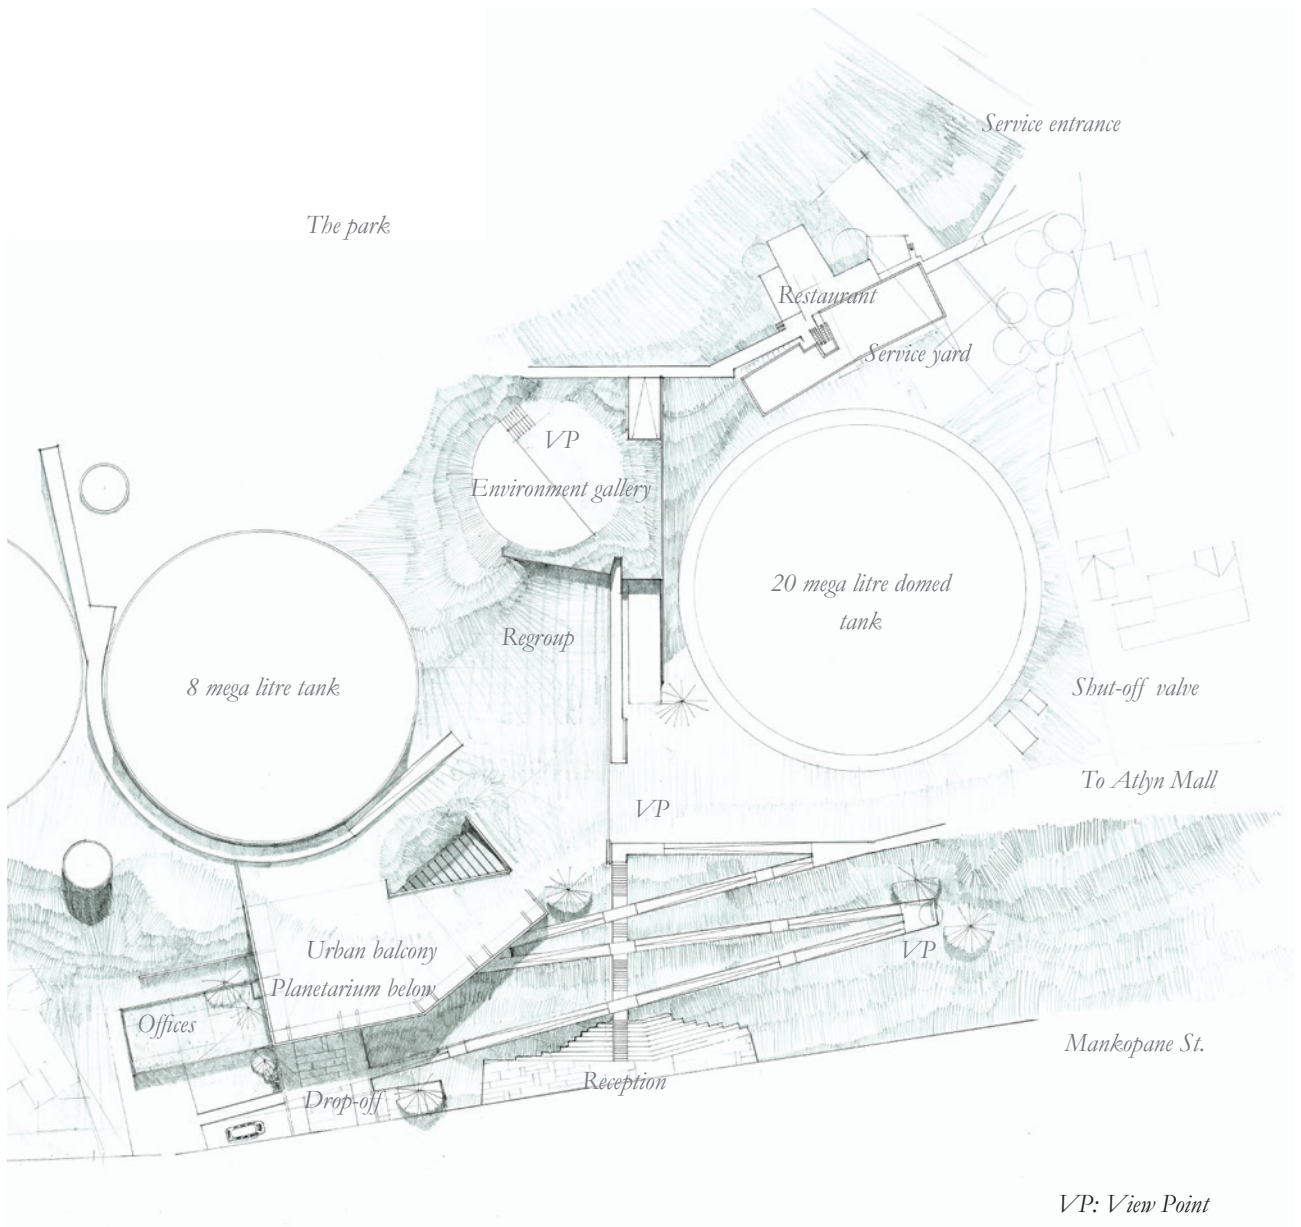 Service entrance
The park
Restaurant
Service yard
VP
Environment gallery
20 mega litre domed
tank
Regroup
8 mega litre tank
Shut-off valve
To Atlyn Mall
VP
Urban balcony
VP
Planetarium below
Offices
Mankopane St.
Reception
Drop-off
VP: View Point